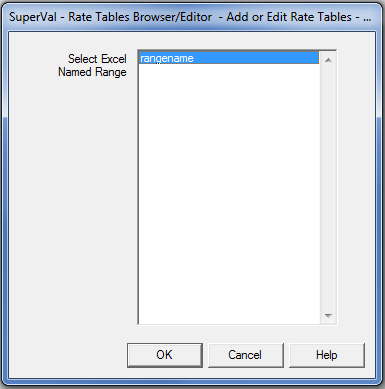 SuperVal - Rate Tables Browser/Editor - Add or Edit Rate Tables - ...
Select Excel
Named Range
rangename
OK
Cancel
Help